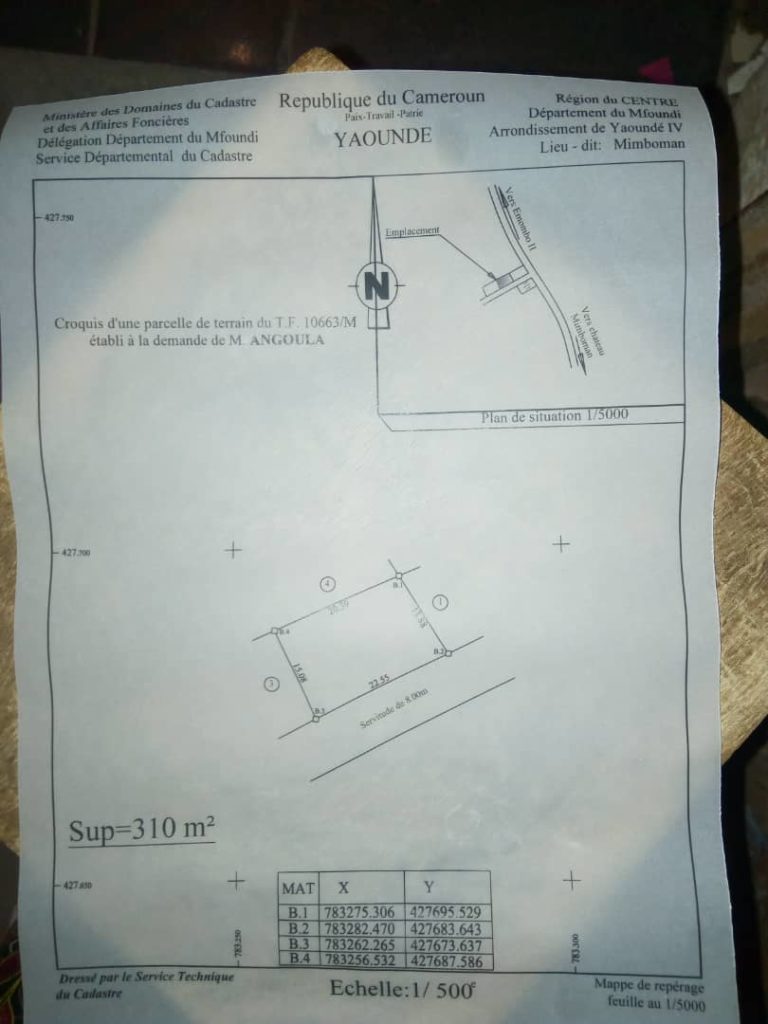 Ministère des Domaines du Cadastre
et des Affaires Foncières
Délégation Département du Mfoundi
Service Départemental du Cadastre
Republique du Cameroun
Paix-Travail -Patrie
YAOUNDE
Région du CENTRE
Département du Mfoundi
Arrondissement de Yaoundé IV
Lieu - dit: Mimboman
427.750
Emplacement
Vers Emombo II
N
Vers chateau
Mimboman
Croquis d'une parcelle de terrain du T.F. 10663/M
établi à la demande de M. ANGOULA
Plan de situation 1/5000
427.700
4
B.1
20.39
1
B.4
B.2
15.08
3
22.55
B.3
Servitude de 8.00m
Sup=310 m²
427.650
MAT X Y
B.1 783275.306 427695.529
B.2 783282.470 427683.643
B.3 783262.265 427673.637
B.4 783256.532 427687.586
783.250
783.300
Dressé par le Service Technique
du Cadastre
Echelle:1/ 500e
Mappe de repérage
feuille au 1/5000